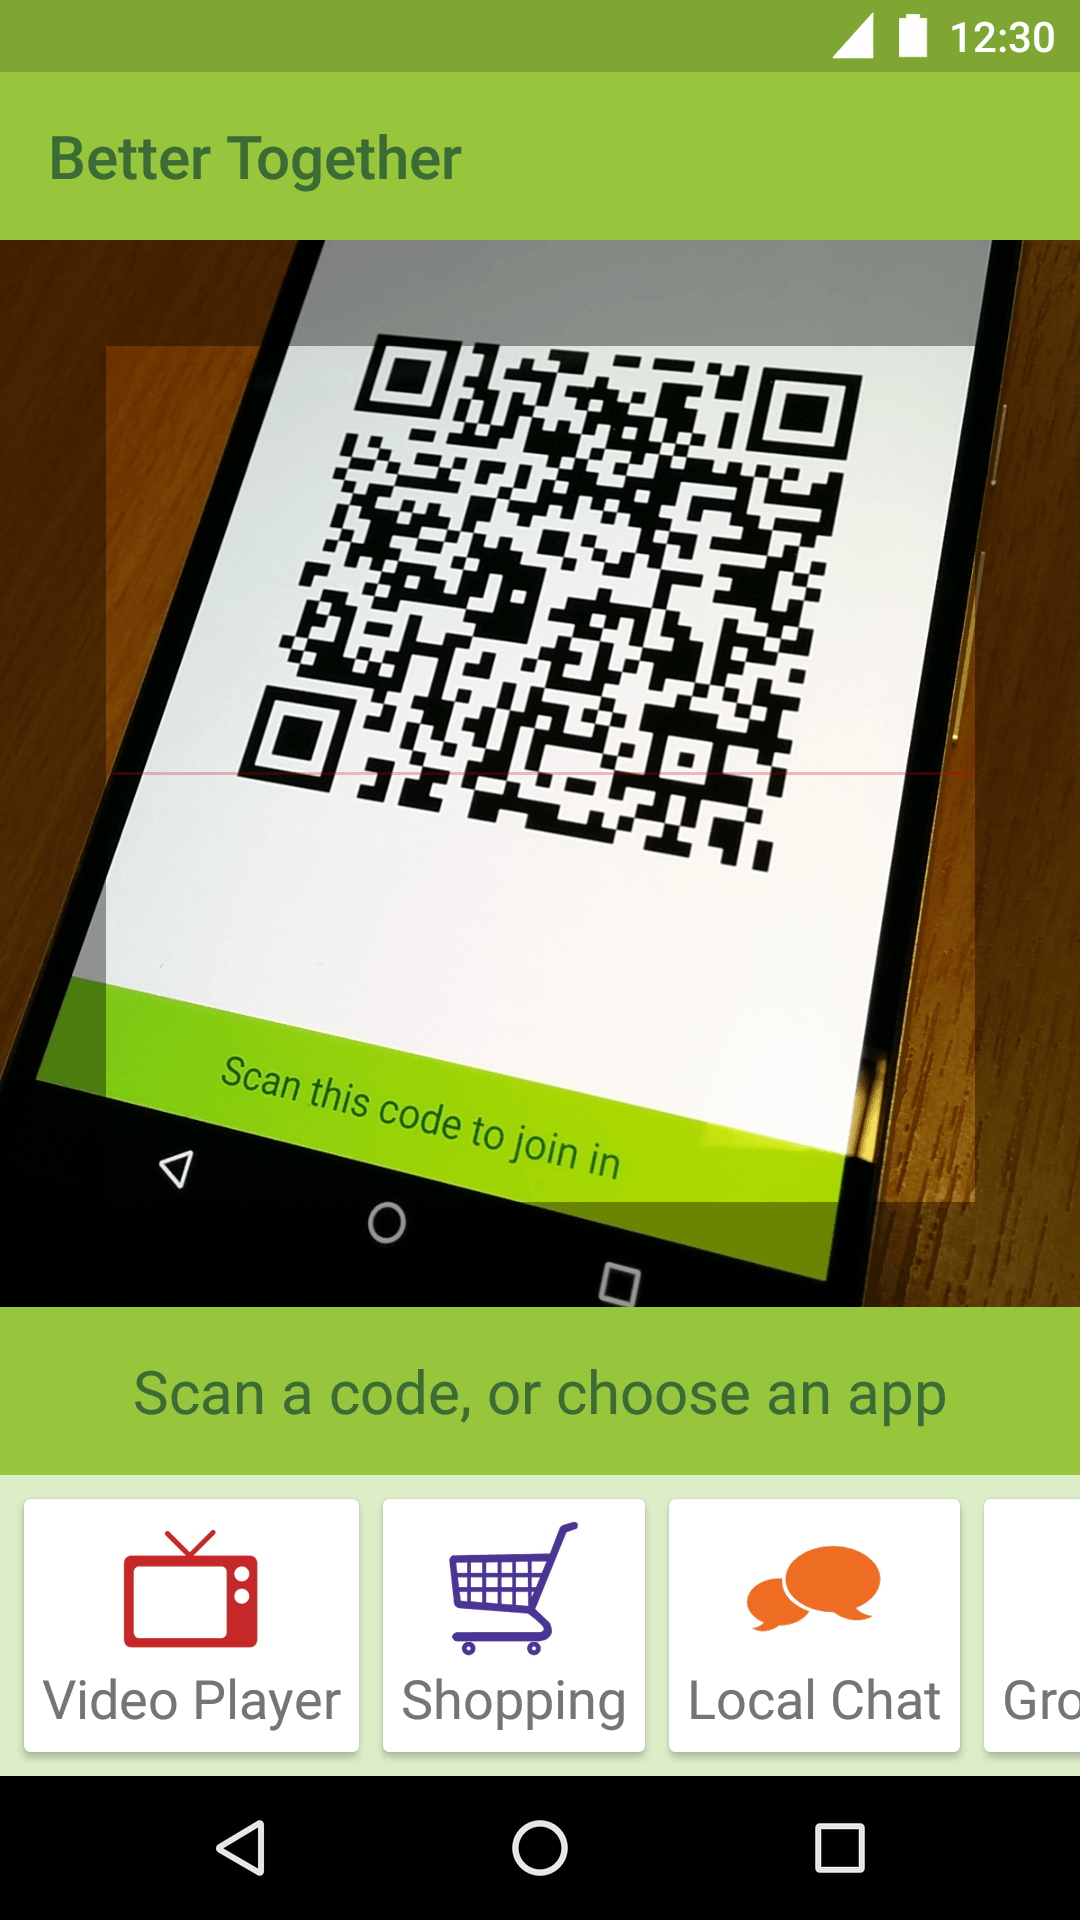 12:30
Better Together
Scan this code to join in
Scan a code, or choose an app
Video Player
Shopping
Local Chat
Gro